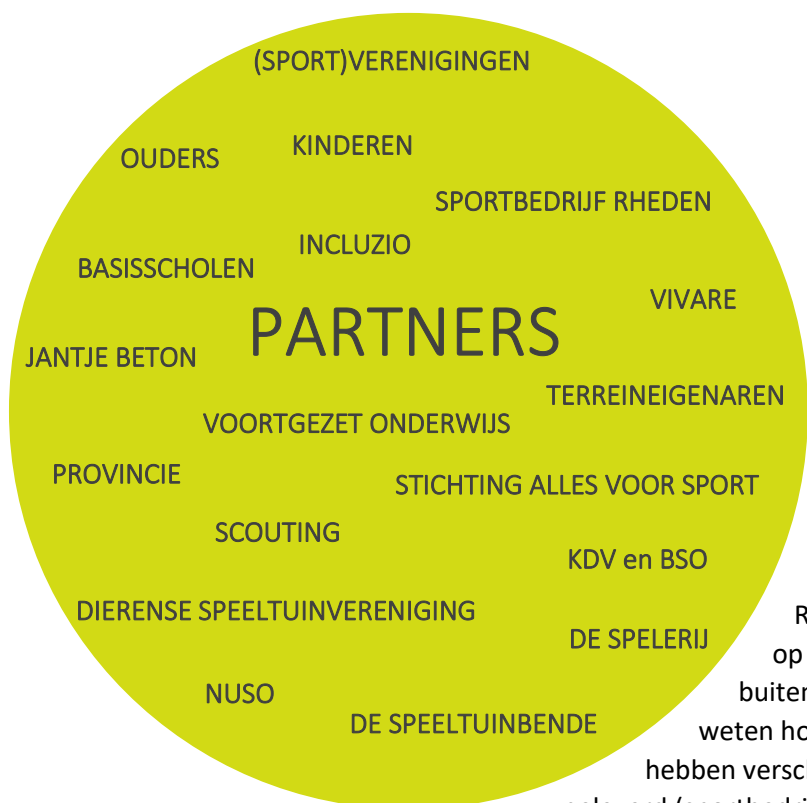 (SPORT)VERENIGINGEN
KINDEREN
OUDERS
SPORTBEDRIJF RHEDEN
INCLUZIO
BASISSCHOLEN
VIVARE
PARTNERS
JANTJE BETON
TERREINEIGENAREN
VOORTGEZET ONDERWIJS
PROVINCIE
STICHTING ALLES VOOR SPORT
SCOUTING
KDV en BSO
DIERENSE SPEELTUINVERENIGING
DE SPELERIJ
NUSO
DE SPEELTUINBENDE
R
op
buiten
weten ho
hebben versch